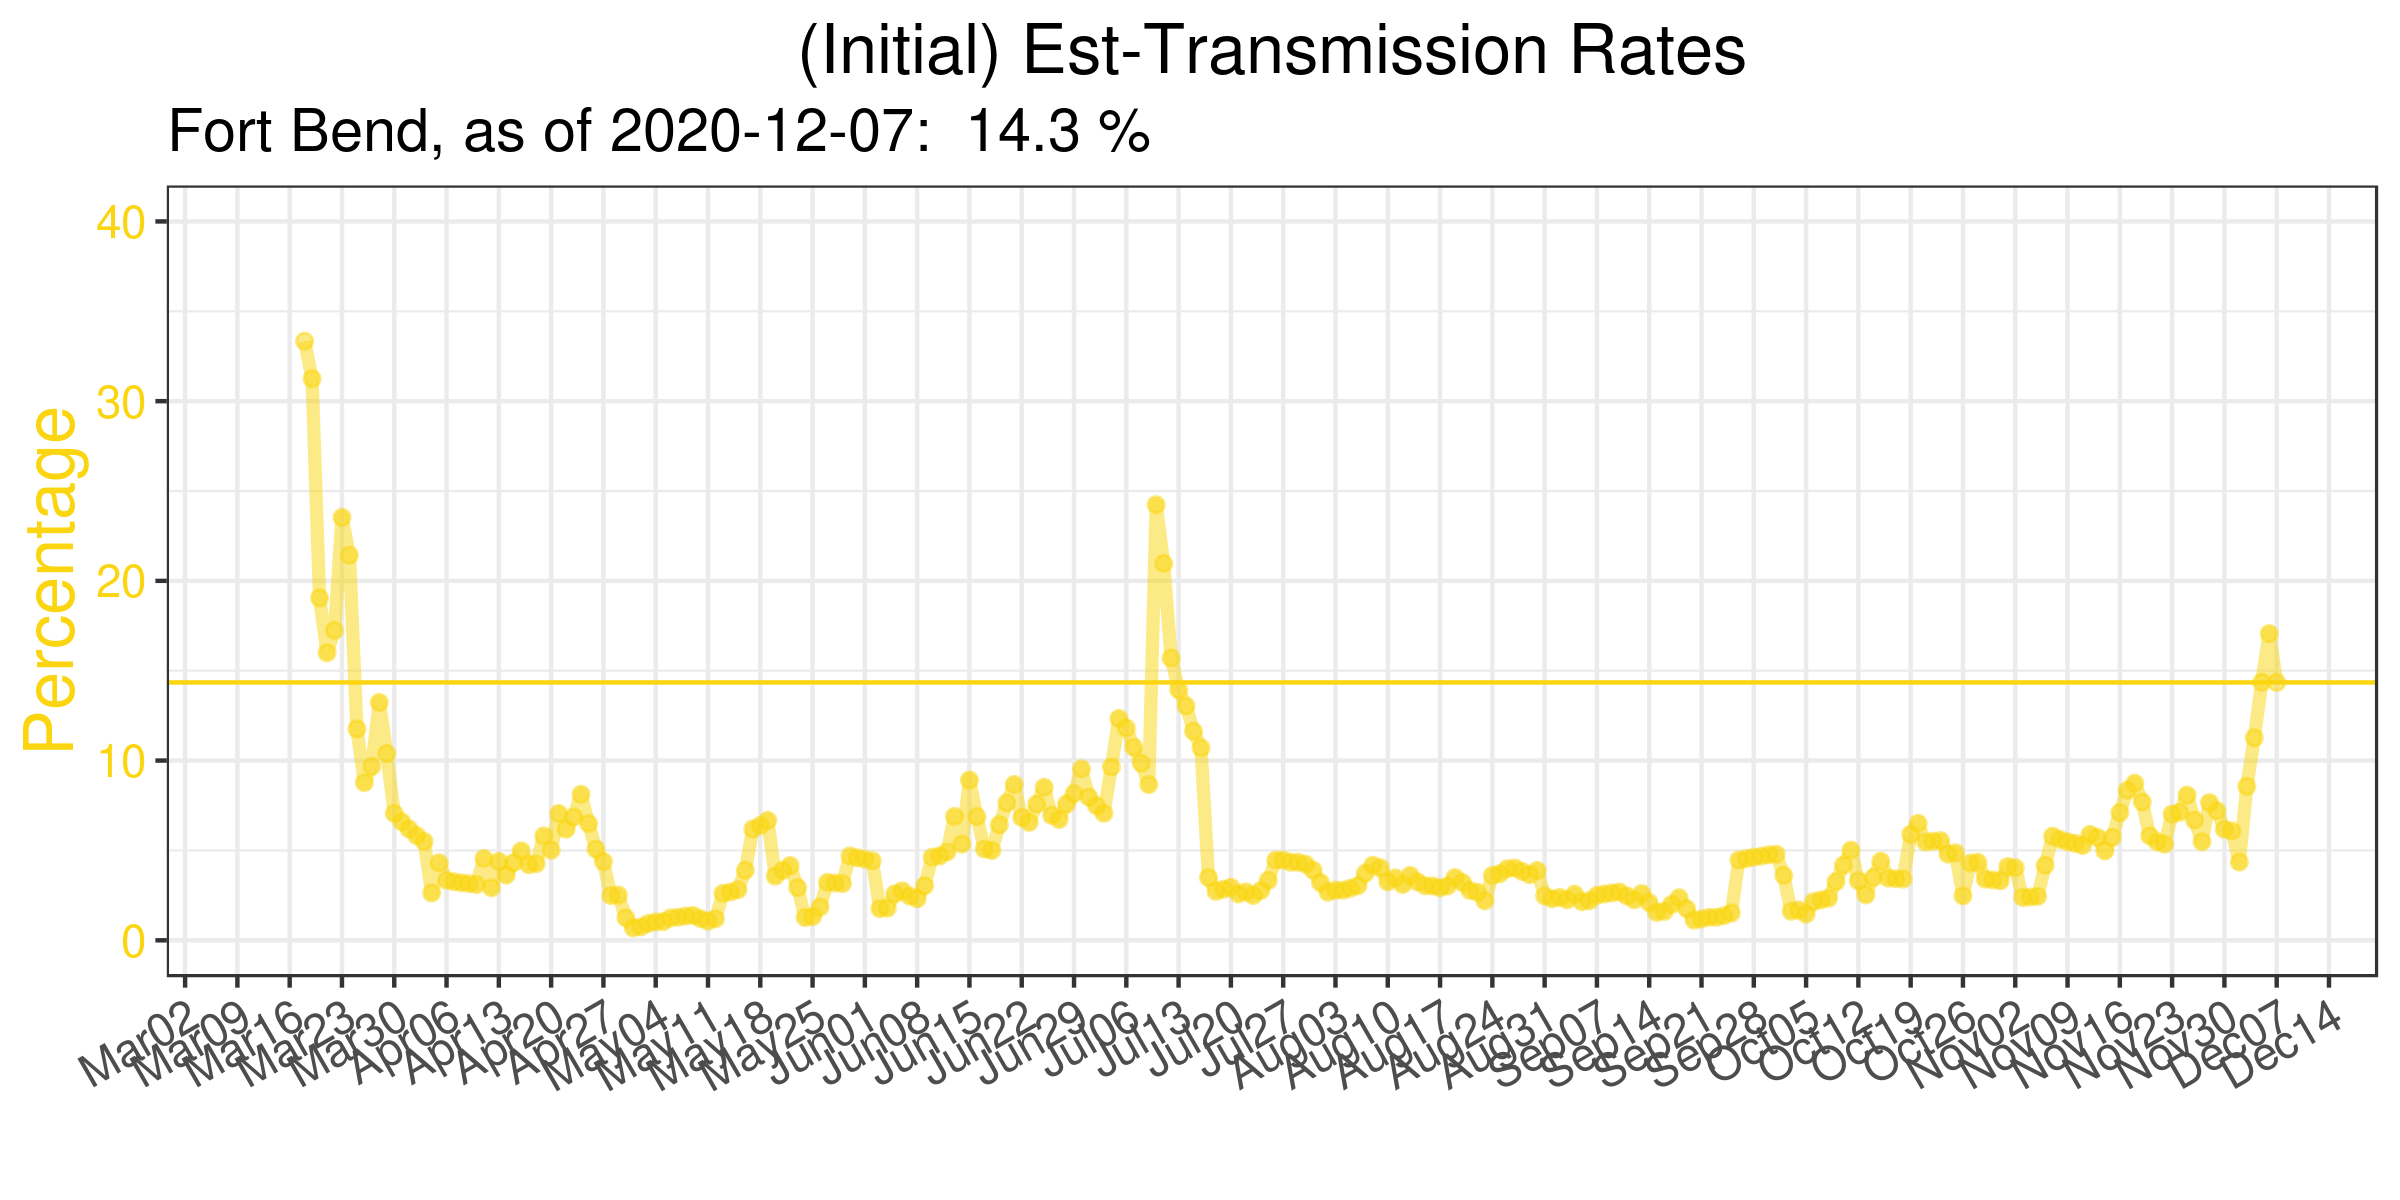 (Initial) Est-Transmission Rates
Fort Bend, as of 2020-12-07:  14.3 %
Percentage
40
30
20
10
0
Mar02
Mar09
Mar16
Mar23
Mar30
Apr06
Apr13
Apr20
Apr27
May04
May11
May18
May25
Jun01
Jun08
Jun15
Jun22
Jun29
Jul06
Jul13
Jul20
Jul27
Aug03
Aug10
Aug17
Aug24
Aug31
Sep07
Sep14
Sep21
Sep28
Oct05
Oct12
Oct19
Oct26
Nov02
Nov09
Nov16
Nov23
Nov30
Dec07
Dec14